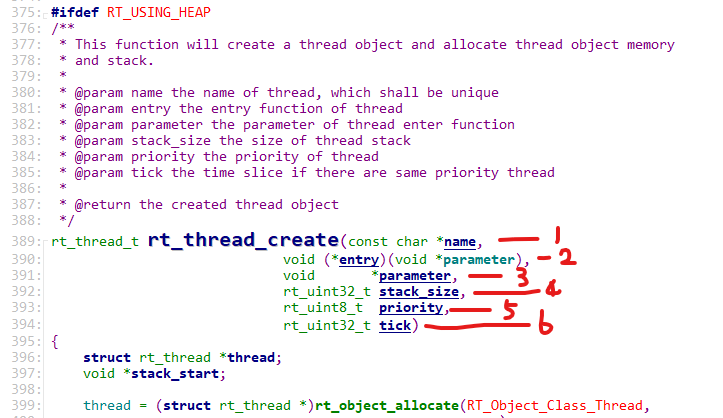 375: #ifdef RT_USING_HEAP
376: /**
377:  * This function will create a thread object and allocate thread object memory
378:  * and stack.
379:  *
380:  * @param name the name of thread, which shall be unique
381:  * @param entry the entry function of thread
382:  * @param parameter the parameter of thread enter function
383:  * @param stack_size the size of thread stack
384:  * @param priority the priority of thread
385:  * @param tick the time slice if there are same priority thread
386:  *
387:  * @return the created thread object
388:  */
389: rt_thread_t rt_thread_create(const char *name, 1
390: void (*entry)(void *parameter), 2
391: void *parameter, 3
392: rt_uint32_t stack_size, 4
393: rt_uint8_t priority, 5
394: rt_uint32_t tick) 6
395: {
396: struct rt_thread *thread;
397: void *stack_start;
398:
399: thread = (struct rt_thread *)rt_object_allocate(RT_Object_Class_Thread,